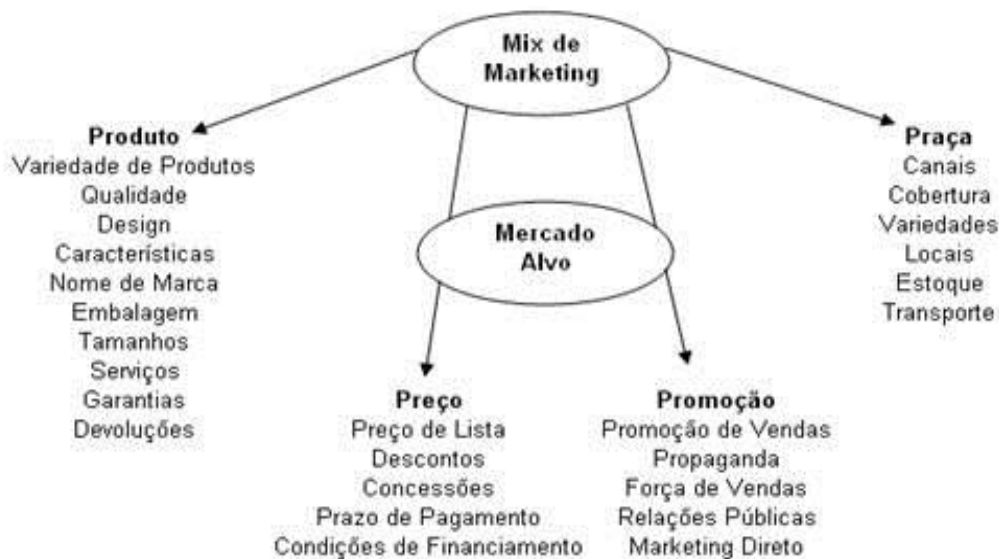 Mix de
Marketing
Produto
Variedade de Produtos
Qualidade
Design
Características
Nome de Marca
Embalagem
Tamanhos
Serviços
Garantias
Devoluções
Mercado
Alvo
Preço
Preço de Lista
Descontos
Concessões
Prazo de Pagamento
Condições de Financiamento
Promoção
Promoção de Vendas
Propaganda
Força de Vendas
Relações Públicas
Marketing Direto
Praça
Canais
Cobertura
Variedades
Locais
Estoque
Transporte